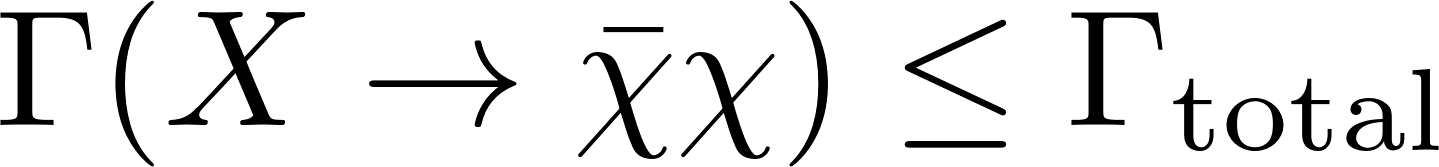 Γ(X → χ̄χ) ≤ Γ_total